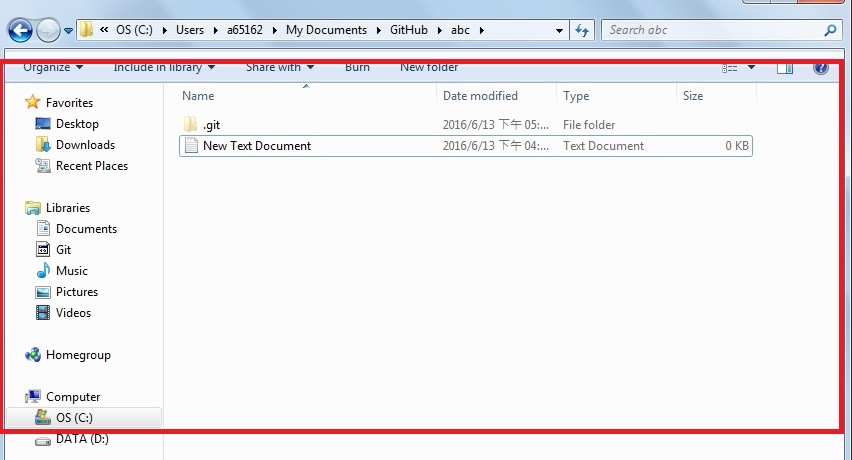 « OS (C:) ▸ Users ▸ a65162 ▸ My Documents ▸ GitHub ▸ abc ▸ Search abc
Organize Include in library Share with Burn New folder
Name Date modified Type Size
Favorites
Desktop
Downloads
Recent Places
.git 2016/6/13 下午 05:... File folder
New Text Document 2016/6/13 下午 04:... Text Document 0 KB
Libraries
Documents
Git
Music
Pictures
Videos
Homegroup
Computer
OS (C:)
DATA (D:)